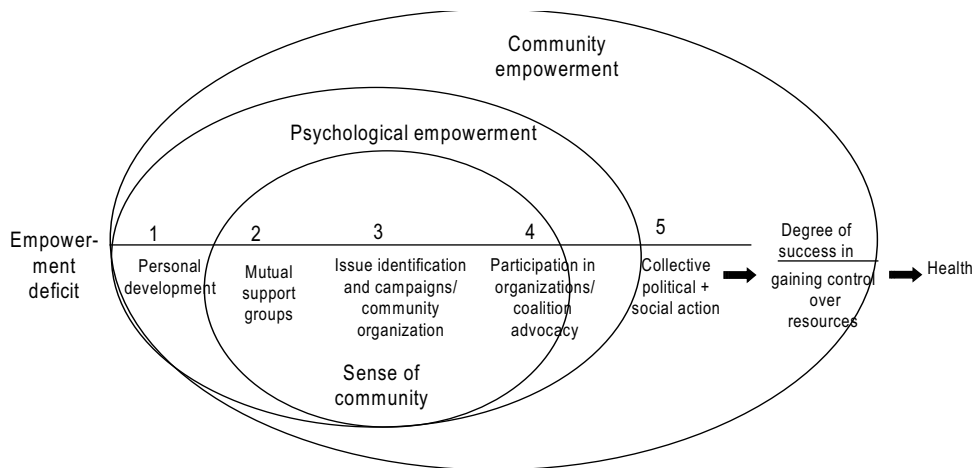 Community
empowerment
Psychological empowerment
Empower-
ment
deficit
1
Personal
development
2
Mutual
support
groups
3
Issue identification
and campaigns/
community
organization
4
Participation in
organizations/
coalition
advocacy
5
Collective
political +
social action
Degree of
success in
gaining control
over
resources
Health
Sense of
community